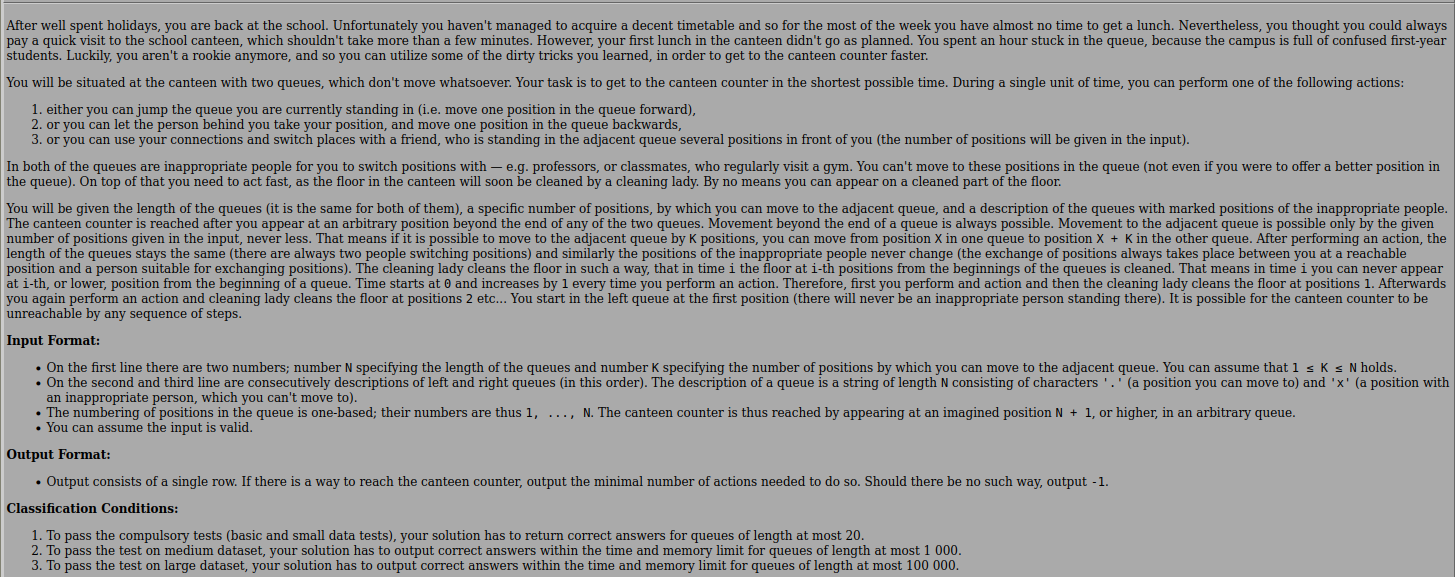 After well spent holidays, you are back at the school. Unfortunately you haven't managed to acquire a decent timetable and so for the most of the week you have almost no time to get a lunch. Nevertheless, you thought you could always
pay a quick visit to the school canteen, which shouldn't take more than a few minutes. However, your first lunch in the canteen didn't go as planned. You spent an hour stuck in the queue, because the campus is full of confused first-year
students. Luckily, you aren't a rookie anymore, and so you can utilize some of the dirty tricks you learned, in order to get to the canteen counter faster.
You will be situated at the canteen with two queues, which don't move whatsoever. Your task is to get to the canteen counter in the shortest possible time. During a single unit of time, you can perform one of the following actions:
1. either you can jump the queue you are currently standing in (i.e. move one position in the queue forward),
2. or you can let the person behind you take your position, and move one position in the queue backwards,
3. or you can use your connections and switch places with a friend, who is standing in the adjacent queue several positions in front of you (the number of positions will be given in the input).
In both of the queues are inappropriate people for you to switch positions with — e.g. professors, or classmates, who regularly visit a gym. You can't move to these positions in the queue (not even if you were to offer a better position in
the queue). On top of that you need to act fast, as the floor in the canteen will soon be cleaned by a cleaning lady. By no means you can appear on a cleaned part of the floor.
You will be given the length of the queues (it is the same for both of them), a specific number of positions, by which you can move to the adjacent queue, and a description of the queues with marked positions of the inappropriate people.
The canteen counter is reached after you appear at an arbitrary position beyond the end of any of the two queues. Movement beyond the end of a queue is always possible. Movement to the adjacent queue is possible only by the given
number of positions given in the input, never less. That means if it is possible to move to the adjacent queue by K positions, you can move from position X in one queue to position X + K in the other queue. After performing an action, the
length of the queues stays the same (there are always two people switching positions) and similarly the positions of the inappropriate people never change (the exchange of positions always takes place between you at a reachable
position and a person suitable for exchanging positions). The cleaning lady cleans the floor in such a way, that in time i the floor at i-th positions from the beginnings of the queues is cleaned. That means in time i you can never appear
at i-th, or lower, position from the beginning of a queue. Time starts at 0 and increases by 1 every time you perform an action. Therefore, first you perform and action and then the cleaning lady cleans the floor at positions 1. Afterwards
you again perform an action and cleaning lady cleans the floor at positions 2 etc... You start in the left queue at the first position (there will never be an inappropriate person standing there). It is possible for the canteen counter to be
unreachable by any sequence of steps.
Input Format:
• On the first line there are two numbers; number N specifying the length of the queues and number K specifying the number of positions by which you can move to the adjacent queue. You can assume that 1 ≤ K ≤ N holds.
• On the second and third line are consecutively descriptions of left and right queues (in this order). The description of a queue is a string of length N consisting of characters '.' (a position you can move to) and 'x' (a position with
an inappropriate person, which you can't move to).
• The numbering of positions in the queue is one-based; their numbers are thus 1, ..., N. The canteen counter is thus reached by appearing at an imagined position N + 1, or higher, in an arbitrary queue.
• You can assume the input is valid.
Output Format:
• Output consists of a single row. If there is a way to reach the canteen counter, output the minimal number of actions needed to do so. Should there be no such way, output -1.
Classification Conditions:
1. To pass the compulsory tests (basic and small data tests), your solution has to return correct answers for queues of length at most 20.
2. To pass the test on medium dataset, your solution has to output correct answers within the time and memory limit for queues of length at most 1 000.
3. To pass the test on large dataset, your solution has to output correct answers within the time and memory limit for queues of length at most 100 000.